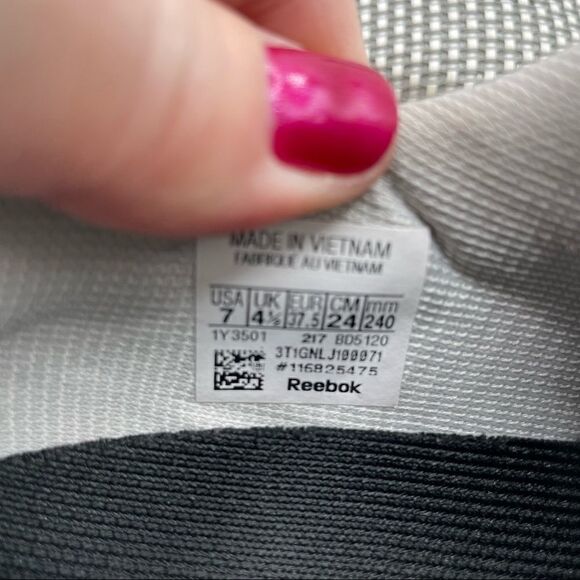 MADE IN VIETNAM
FABRIQUE AU VIETNAM
USA UK EUR CM mm
7 4½ 37.5 24 240
1Y3501 217 BD5120
3T1GNLJ100071
#116825475
Reebok